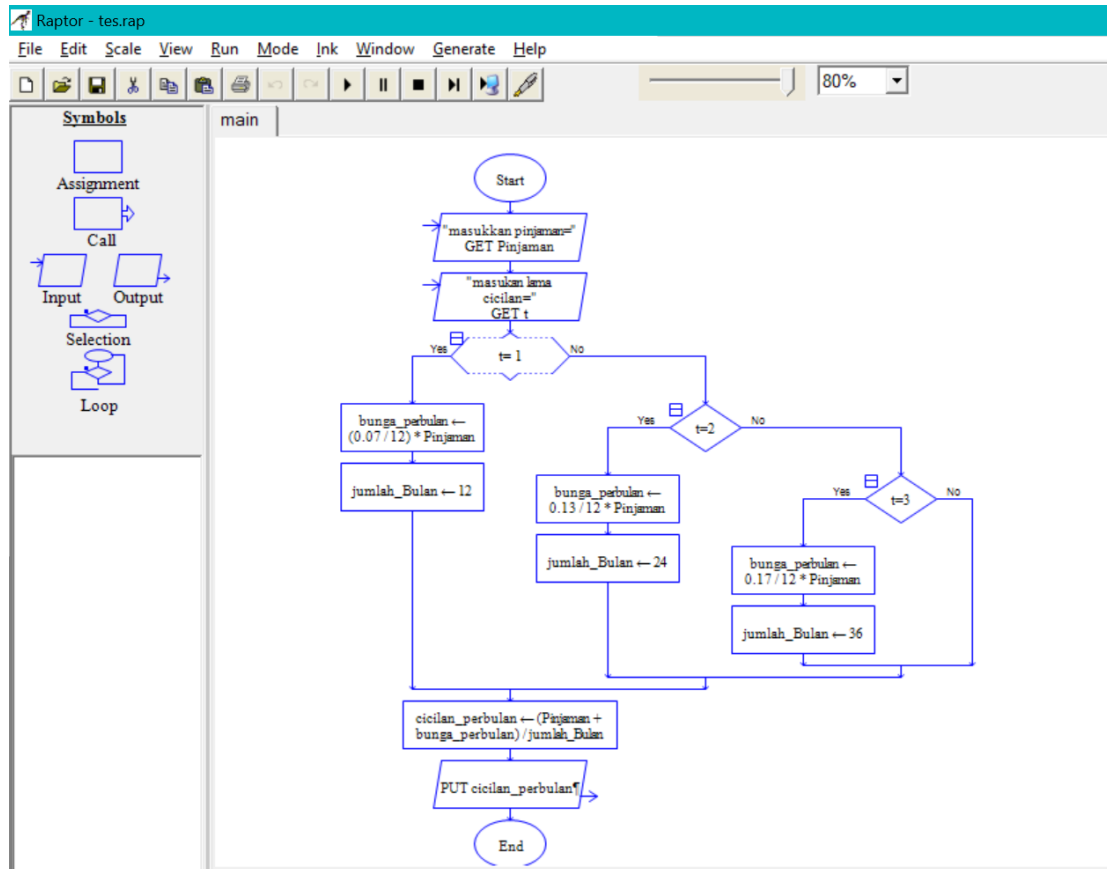 Raptor - tes.rap
File Edit Scale View Run Mode Ink Window Generate Help
80%
Symbols
Assignment
Call
Input Output
Selection
Loop
main
Start
"masukkan pinjaman="
GET Pinjaman
"masukan lama
cicilan="
GET t
Yes
t= 1
No
bunga_perbulan ←
(0.07 / 12) * Pinjaman
jumlah_Bulan ← 12
Yes
t=2
No
bunga_perbulan ←
0.13 / 12 * Pinjaman
jumlah_Bulan ← 24
Yes
t=3
No
bunga_perbulan ←
0.17 / 12 * Pinjaman
jumlah_Bulan ← 36
cicilan_perbulan ← (Pinjaman +
bunga_perbulan) / jumlah_Bulan
PUT cicilan_perbulan¶
End